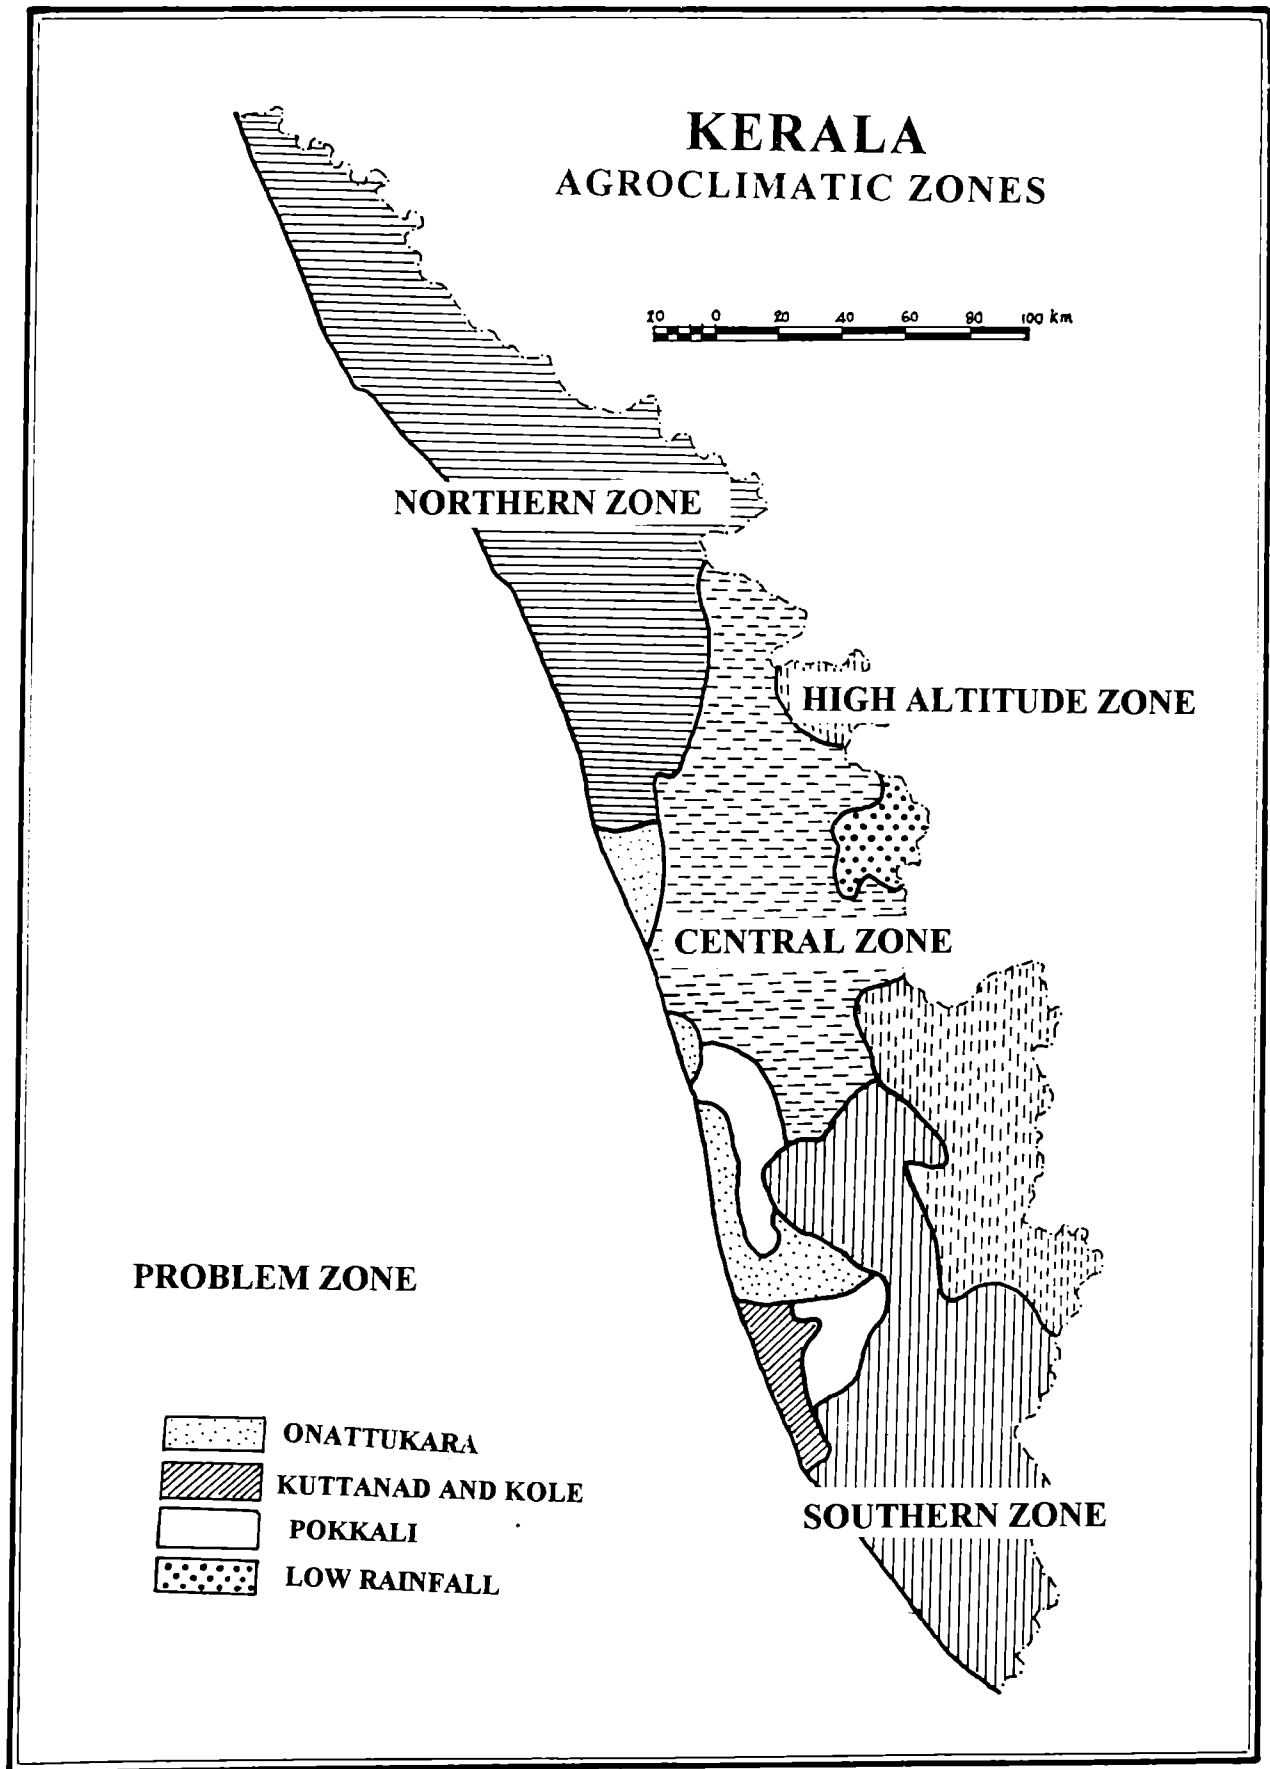 KERALA
AGROCLIMATIC ZONES
20 0 20 40 60 80 100 km
NORTHERN ZONE
HIGH ALTITUDE ZONE
CENTRAL ZONE
PROBLEM ZONE
ONATTUKARA
KUTTANAD AND KOLE
POKKALI
LOW RAINFALL
SOUTHERN ZONE